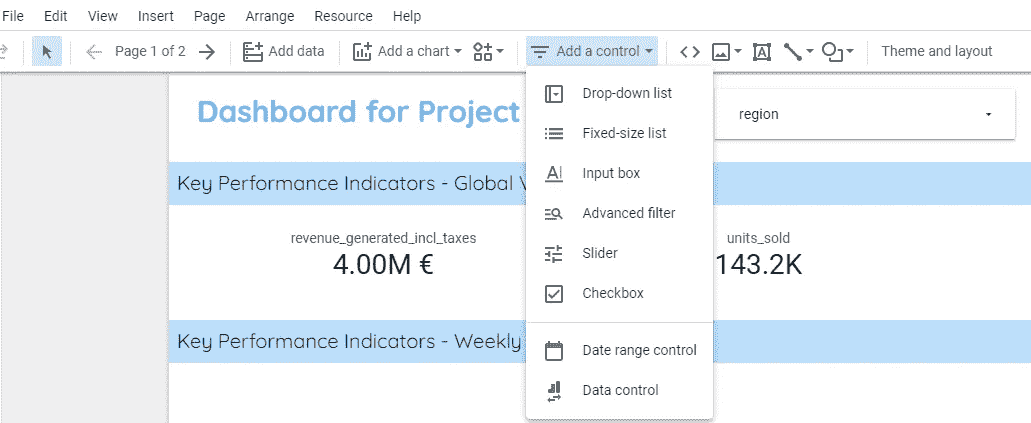 File Edit View Insert Page Arrange Resource Help
Page 1 of 2 Add data Add a chart Add a control Theme and layout
Dashboard for Project
region
Key Performance Indicators - Global
revenue_generated_incl_taxes
4.00M €
units_sold
143.2K
Key Performance Indicators - Weekly
Drop-down list
Fixed-size list
Input box
Advanced filter
Slider
Checkbox
Date range control
Data control